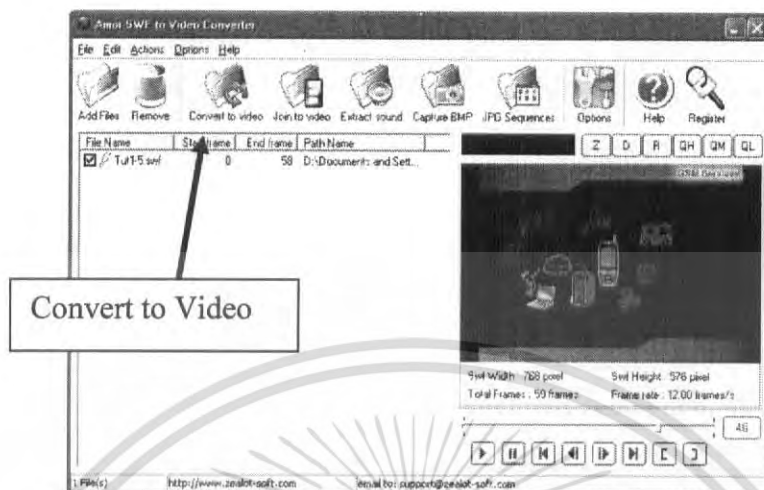 Amor SWF to Video Converter
File Edit Actions Options Help
Add Files Remove Convert to video Join to video Extract sound Capture BMP JPG Sequences Options Help Register
File Name Start frame End frame Path Name
Z D R QH QM QL
Tut1-5.swf 0 58 D:\Documents and Sett...
Convert to Video
Swf Width : 768 pixel Swf Height : 576 pixel
Total Frames : 59 frames Frame rate : 12.00 frames/s
46
1 File(s) http://www.zealot-soft.com email to: support@zealot-soft.com